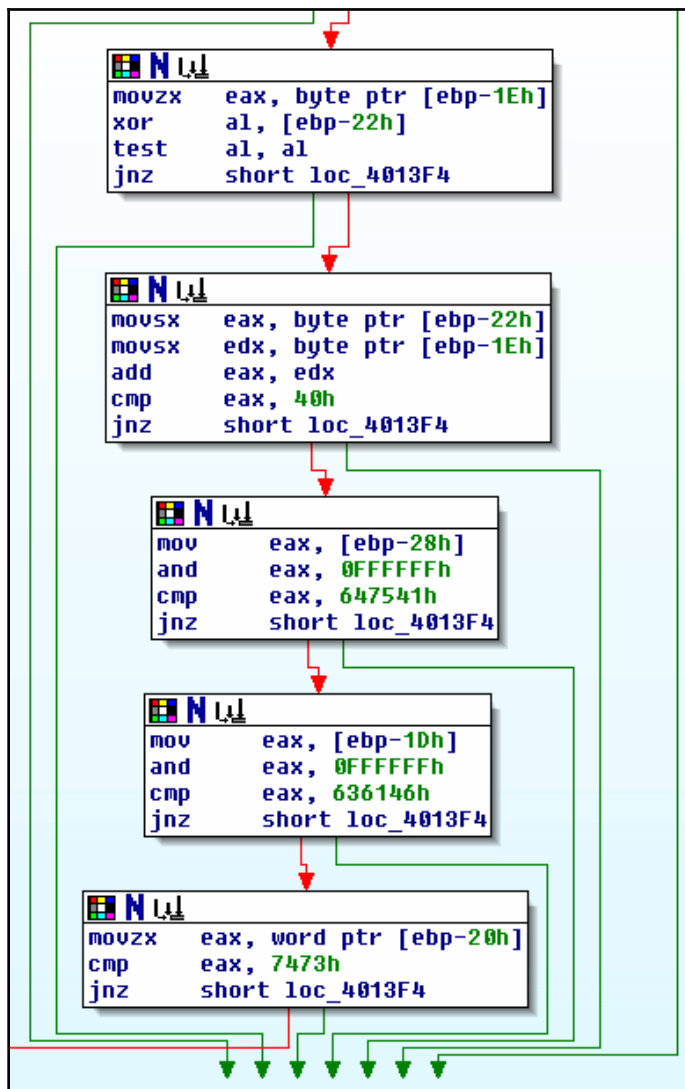 N
movzx eax, byte ptr [ebp-1Eh]
xor al, [ebp-22h]
test al, al
jnz short loc_4013F4
N
movsx eax, byte ptr [ebp-22h]
movsx edx, byte ptr [ebp-1Eh]
add eax, edx
cmp eax, 40h
jnz short loc_4013F4
N
mov eax, [ebp-28h]
and eax, 0FFFFFFh
cmp eax, 647541h
jnz short loc_4013F4
N
mov eax, [ebp-1Dh]
and eax, 0FFFFFFh
cmp eax, 636146h
jnz short loc_4013F4
N
movzx eax, word ptr [ebp-20h]
cmp eax, 7473h
jnz short loc_4013F4